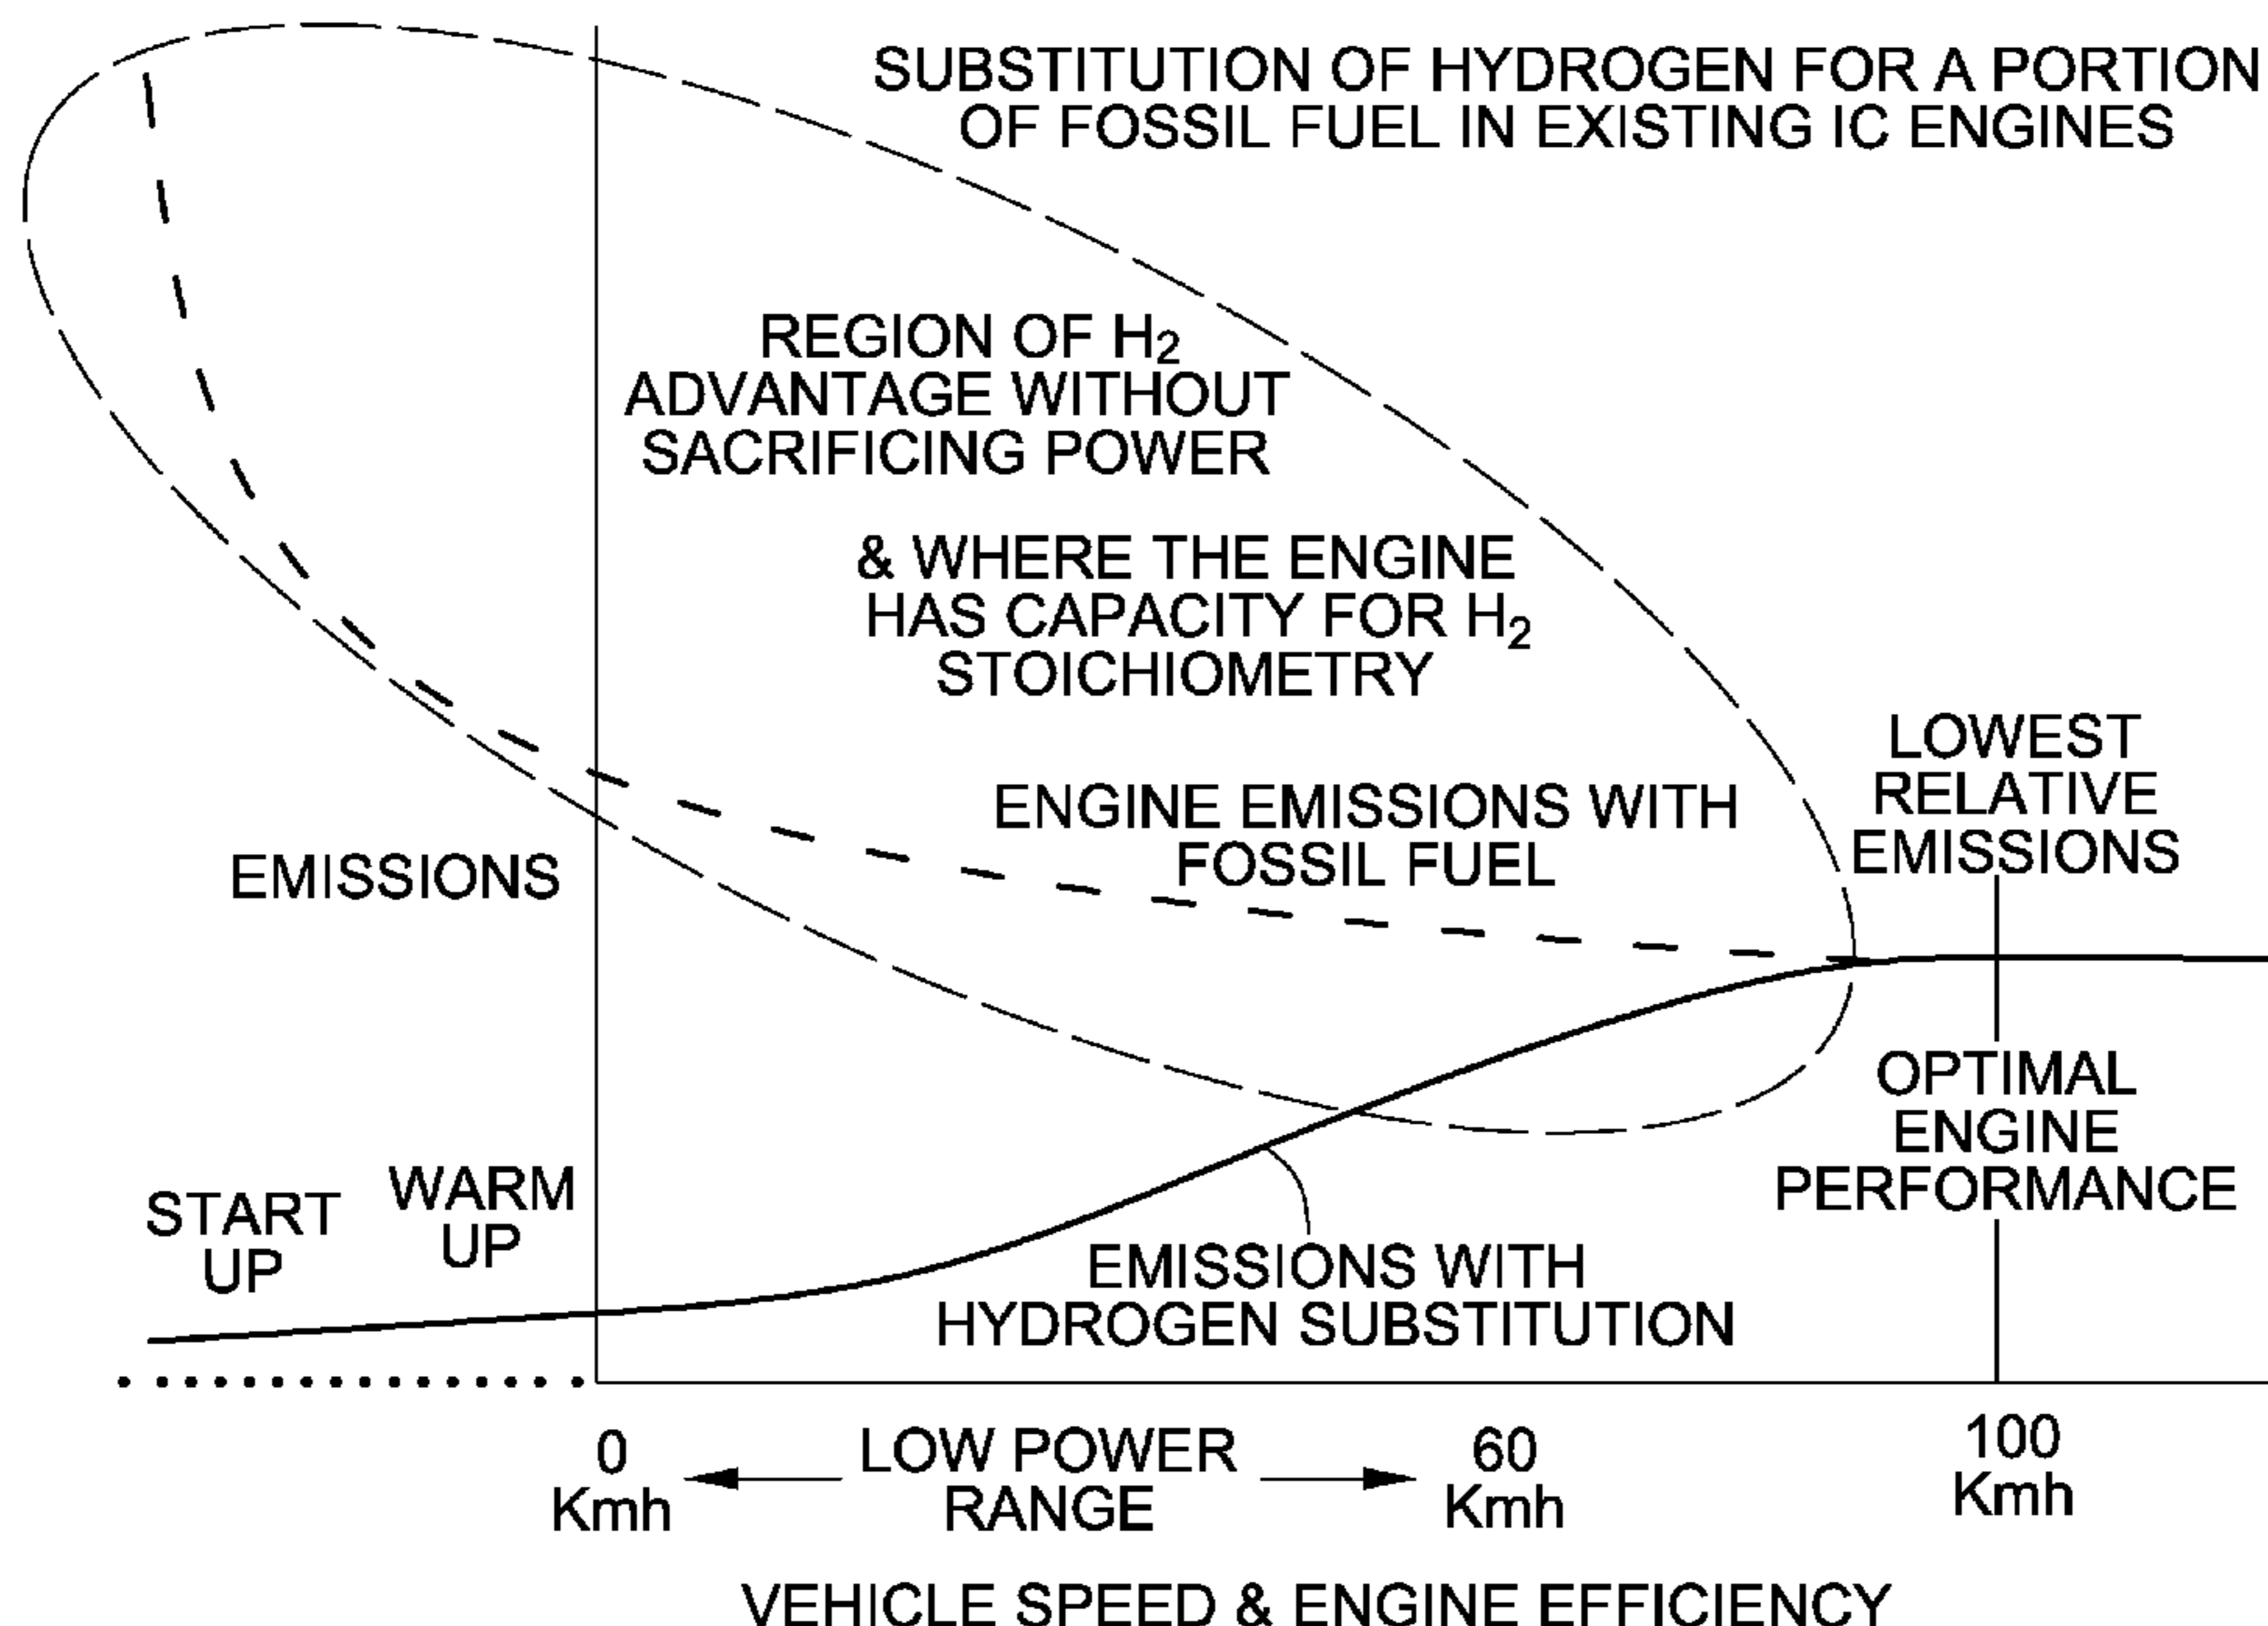 SUBSTITUTION OF HYDROGEN FOR A PORTION
OF FOSSIL FUEL IN EXISTING IC ENGINES
REGION OF H₂
ADVANTAGE WITHOUT
SACRIFICING POWER
& WHERE THE ENGINE
HAS CAPACITY FOR H₂
STOICHIOMETRY
LOWEST
RELATIVE
EMISSIONS
ENGINE EMISSIONS WITH
FOSSIL FUEL
EMISSIONS
OPTIMAL
ENGINE
PERFORMANCE
START
UP
WARM
UP
EMISSIONS WITH
HYDROGEN SUBSTITUTION
0
Kmh
LOW POWER
RANGE
60
Kmh
100
Kmh
VEHICLE SPEED & ENGINE EFFICIENCY